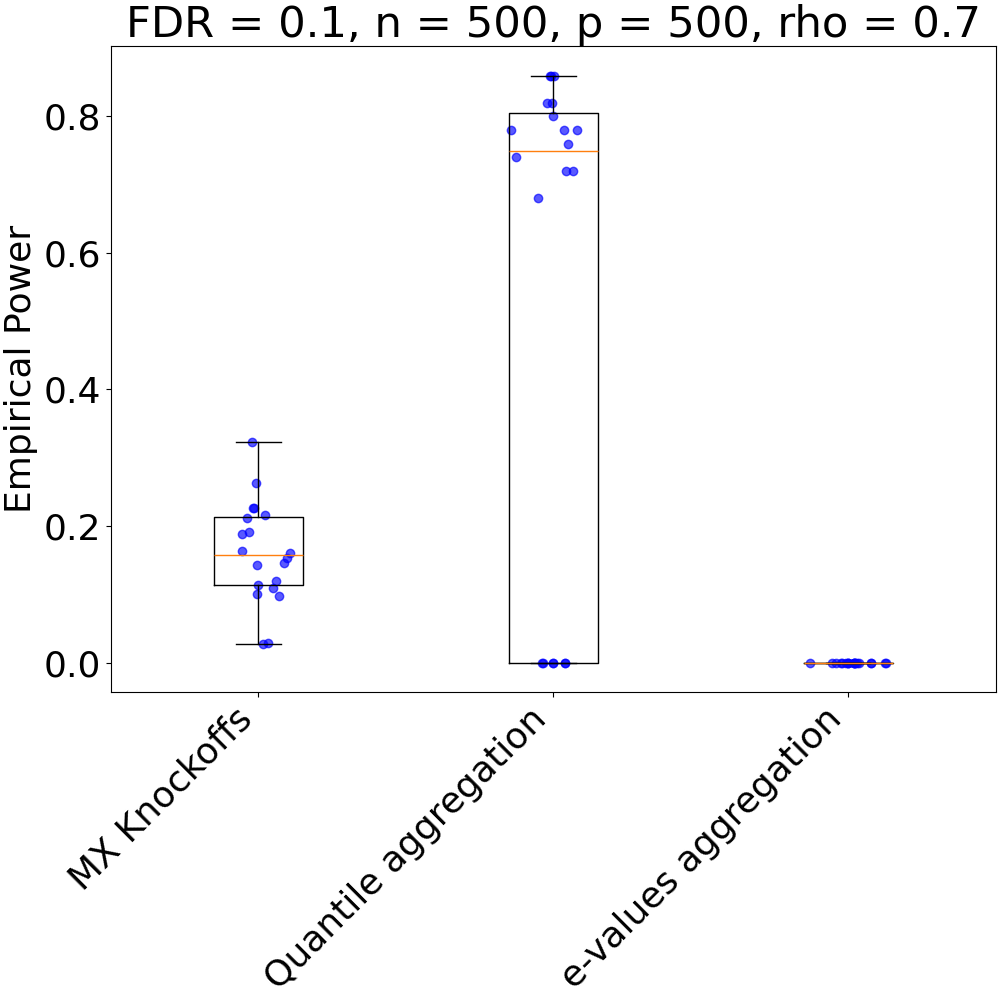 FDR = 0.1, n = 500, p = 500, rho = 0.7
Empirical Power
0.8
0.6
0.4
0.2
0.0
MX Knockoffs
Quantile aggregation
e-values aggregation